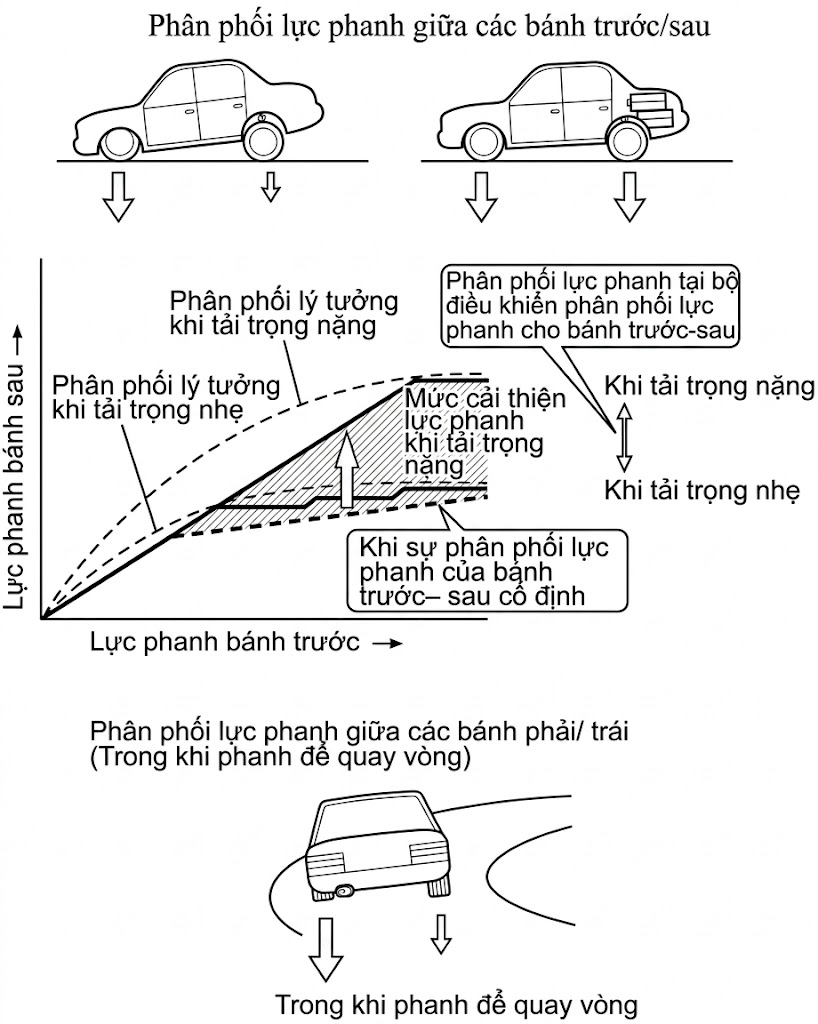 Phân phối lực phanh giữa các bánh trước/sau
Phân phối lực phanh tại bộ
điều khiển phân phối lực
phanh cho bánh trước-sau
Phân phối lý tưởng
khi tải trọng nặng
Phân phối lý tưởng
khi tải trọng nhẹ
Mức cải thiện
lực phanh
khi tải trọng
nặng
Khi tải trọng nặng
Khi tải trọng nhẹ
Khi sự phân phối lực
phanh của bánh
trước– sau cố định
Lực phanh bánh sau →
Lực phanh bánh trước →
Phân phối lực phanh giữa các bánh phải/ trái
(Trong khi phanh để quay vòng)
Trong khi phanh để quay vòng